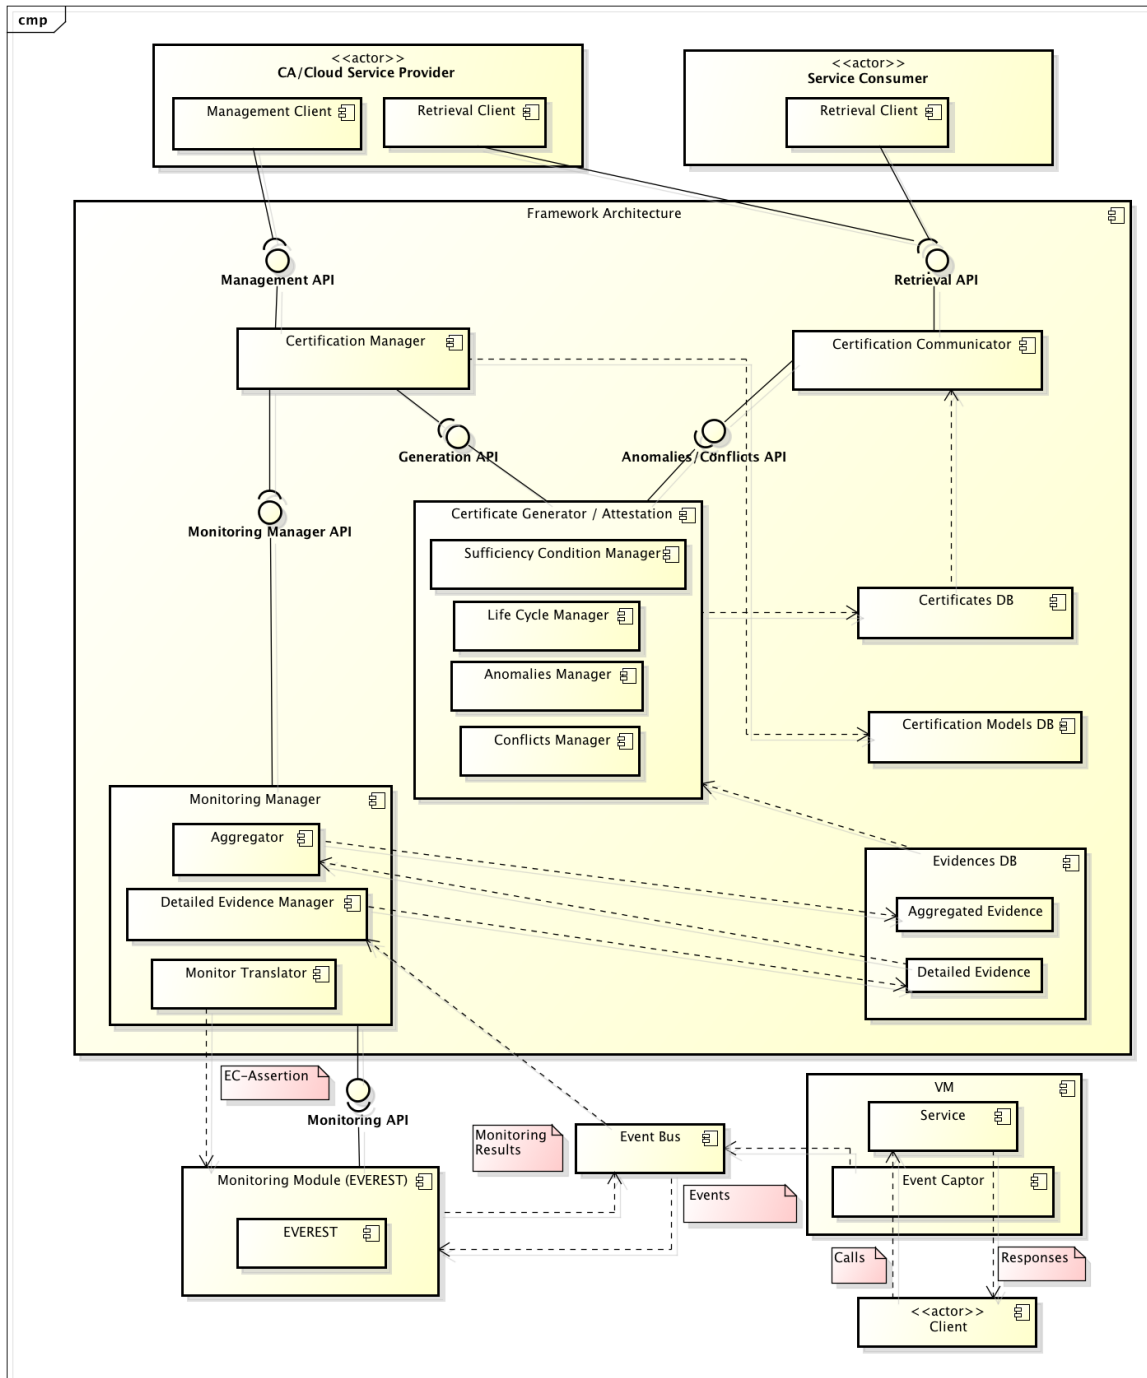 cmp
<<actor>>
CA/Cloud Service Provider
Management Client
Retrieval Client
<<actor>>
Service Consumer
Retrieval Client
Framework Architecture
Management API
Retrieval API
Certification Manager
Certification Communicator
Generation API
Anomalies/Conflicts API
Monitoring Manager API
Certificate Generator / Attestation
Sufficiency Condition Manager
Life Cycle Manager
Anomalies Manager
Conflicts Manager
Certificates DB
Certification Models DB
Monitoring Manager
Aggregator
Detailed Evidence Manager
Monitor Translator
Evidences DB
Aggregated Evidence
Detailed Evidence
EC-Assertion
Monitoring API
Monitoring
Results
Event Bus
Events
VM
Service
Event Captor
Monitoring Module (EVEREST)
EVEREST
Calls
Responses
<<actor>>
Client